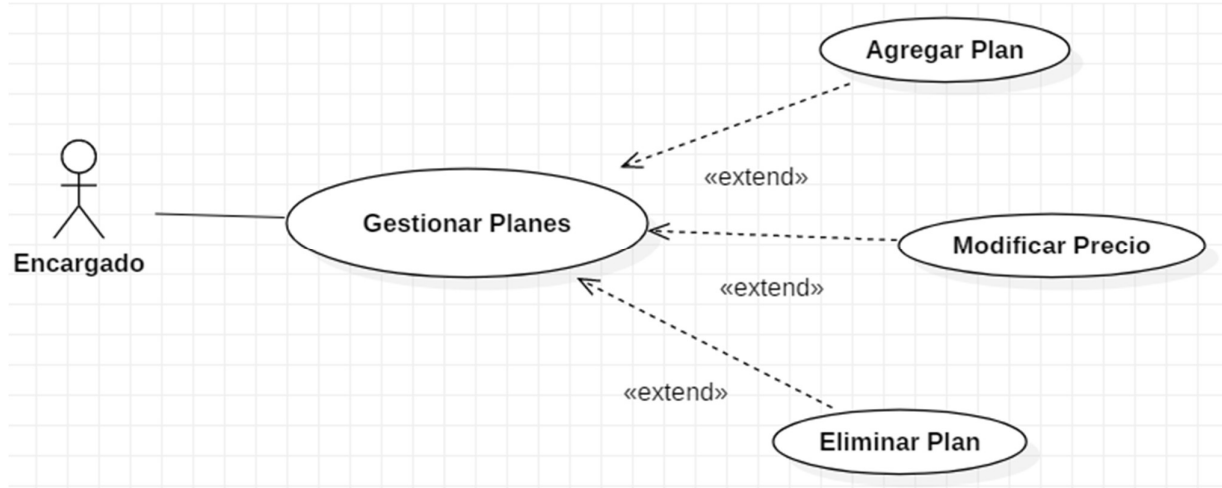 Agregar Plan
«extend»
Encargado
Gestionar Planes
Modificar Precio
«extend»
«extend»
Eliminar Plan